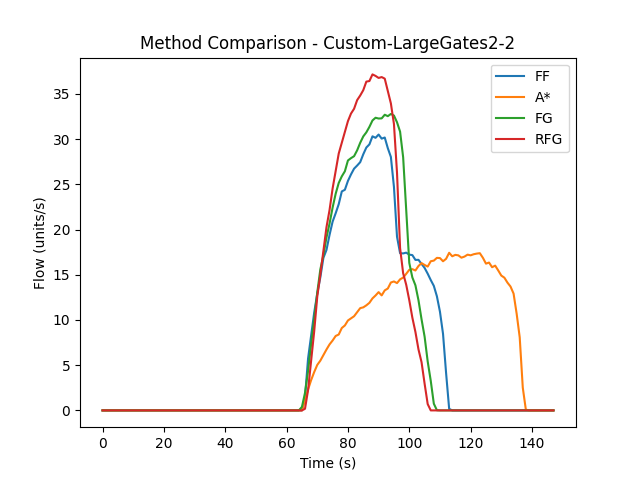 Method Comparison - Custom-LargeGates2-2
FF
A*
FG
RFG
35
30
25
20
15
10
5
0
Flow (units/s)
0 20 40 60 80 100 120 140
Time (s)